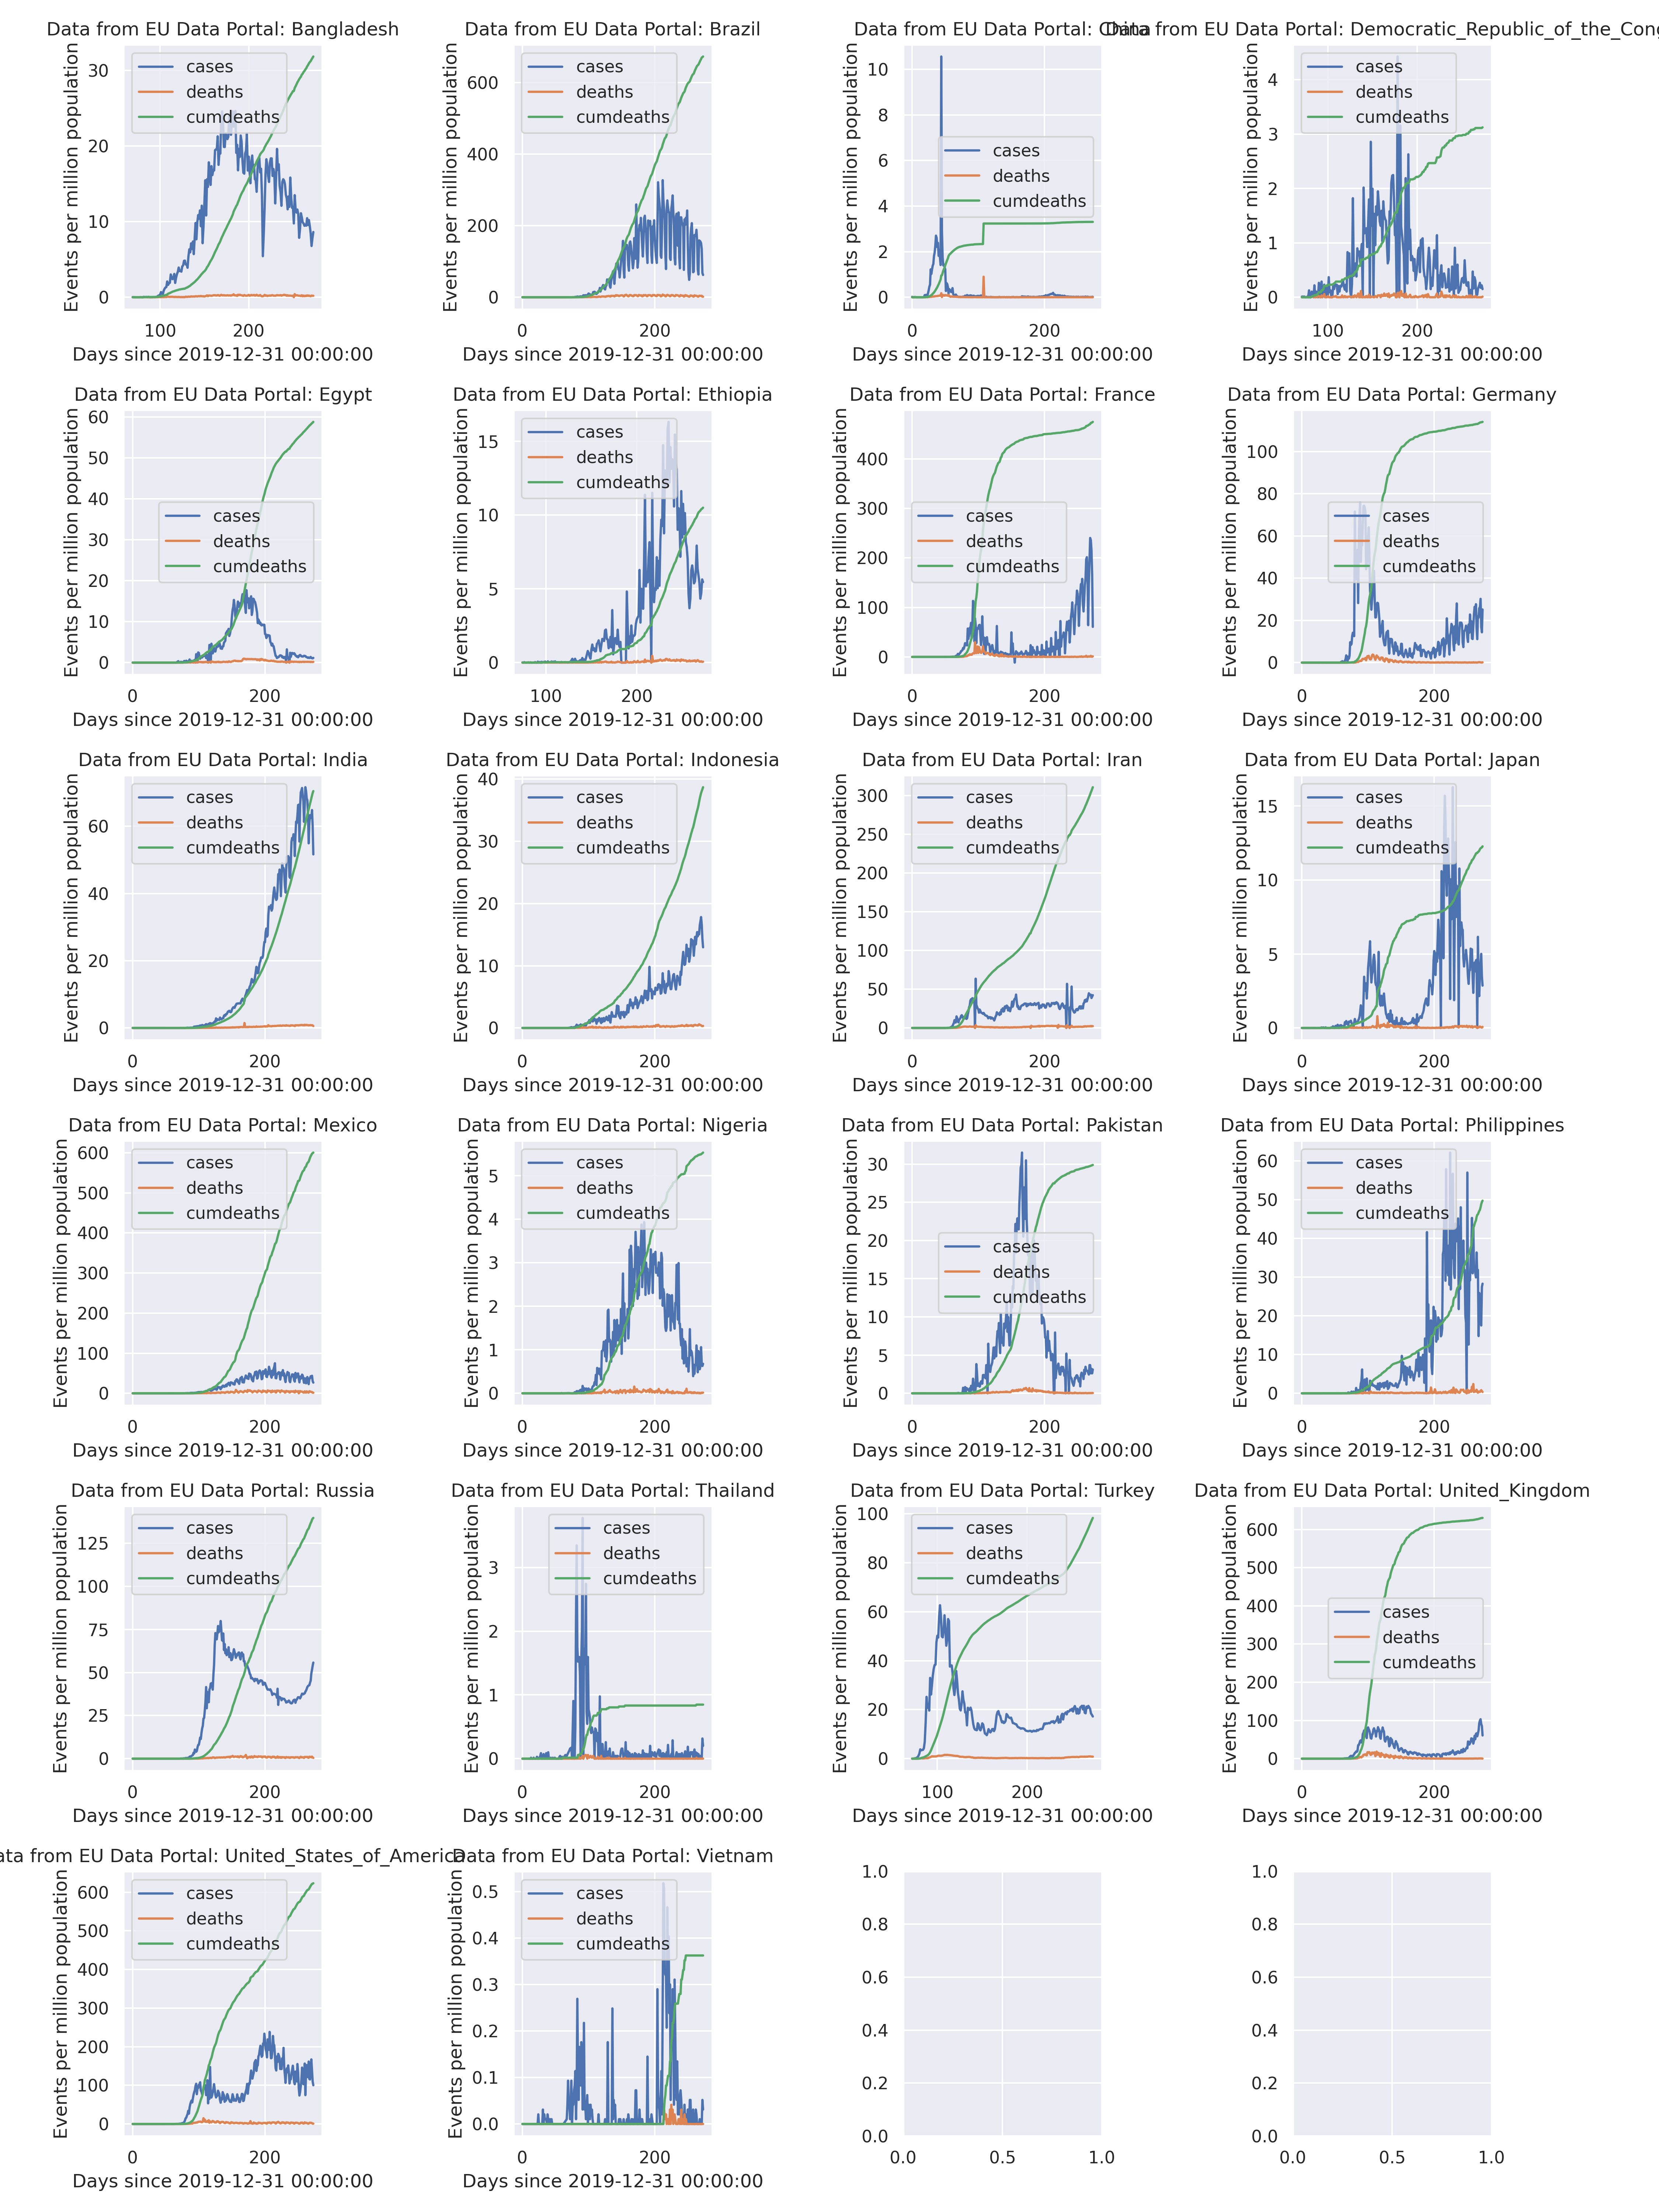 Data from EU Data Portal: Bangladesh
Events per million population
30
20
10
0
cases
deaths
cumdeaths
100 200
Days since 2019-12-31 00:00:00
Data from EU Data Portal: Brazil
Events per million population
600
400
200
0
cases
deaths
cumdeaths
0 200
Days since 2019-12-31 00:00:00
Data from EU Data Portal: China
Events per million population
10
8
6
4
2
0
cases
deaths
cumdeaths
0 200
Days since 2019-12-31 00:00:00
Data from EU Data Portal: Democratic_Republic_of_the_Cong
Events per million population
4
3
2
1
0
cases
deaths
cumdeaths
100 200
Days since 2019-12-31 00:00:00
Data from EU Data Portal: Egypt
Events per million population
60
50
40
30
20
10
0
cases
deaths
cumdeaths
0 200
Days since 2019-12-31 00:00:00
Data from EU Data Portal: Ethiopia
Events per million population
15
10
5
0
cases
deaths
cumdeaths
100 200
Days since 2019-12-31 00:00:00
Data from EU Data Portal: France
Events per million population
400
300
200
100
0
cases
deaths
cumdeaths
0 200
Days since 2019-12-31 00:00:00
Data from EU Data Portal: Germany
Events per million population
100
80
60
40
20
0
cases
deaths
cumdeaths
0 200
Days since 2019-12-31 00:00:00
Data from EU Data Portal: India
Events per million population
60
40
20
0
cases
deaths
cumdeaths
0 200
Days since 2019-12-31 00:00:00
Data from EU Data Portal: Indonesia
Events per million population
40
30
20
10
0
cases
deaths
cumdeaths
0 200
Days since 2019-12-31 00:00:00
Data from EU Data Portal: Iran
Events per million population
300
250
200
150
100
50
0
cases
deaths
cumdeaths
0 200
Days since 2019-12-31 00:00:00
Data from EU Data Portal: Japan
Events per million population
15
10
5
0
cases
deaths
cumdeaths
0 200
Days since 2019-12-31 00:00:00
Data from EU Data Portal: Mexico
Events per million population
600
500
400
300
200
100
0
cases
deaths
cumdeaths
0 200
Days since 2019-12-31 00:00:00
Data from EU Data Portal: Nigeria
Events per million population
5
4
3
2
1
0
cases
deaths
cumdeaths
0 200
Days since 2019-12-31 00:00:00
Data from EU Data Portal: Pakistan
Events per million population
30
25
20
15
10
5
0
cases
deaths
cumdeaths
0 200
Days since 2019-12-31 00:00:00
Data from EU Data Portal: Philippines
Events per million population
60
50
40
30
20
10
0
cases
deaths
cumdeaths
0 200
Days since 2019-12-31 00:00:00
Data from EU Data Portal: Russia
Events per million population
125
100
75
50
25
0
cases
deaths
cumdeaths
0 200
Days since 2019-12-31 00:00:00
Data from EU Data Portal: Thailand
Events per million population
3
2
1
0
cases
deaths
cumdeaths
0 200
Days since 2019-12-31 00:00:00
Data from EU Data Portal: Turkey
Events per million population
100
80
60
40
20
0
cases
deaths
cumdeaths
100 200
Days since 2019-12-31 00:00:00
Data from EU Data Portal: United_Kingdom
Events per million population
600
500
400
300
200
100
0
cases
deaths
cumdeaths
0 200
Days since 2019-12-31 00:00:00
ata from EU Data Portal: United_States_of_America
Events per million population
600
500
400
300
200
100
0
cases
deaths
cumdeaths
0 200
Days since 2019-12-31 00:00:00
Data from EU Data Portal: Vietnam
Events per million population
0.5
0.4
0.3
0.2
0.1
0.0
cases
deaths
cumdeaths
0 200
Days since 2019-12-31 00:00:00
1.0
0.8
0.6
0.4
0.2
0.0
0.0 0.5 1.0
1.0
0.8
0.6
0.4
0.2
0.0
0.0 0.5 1.0